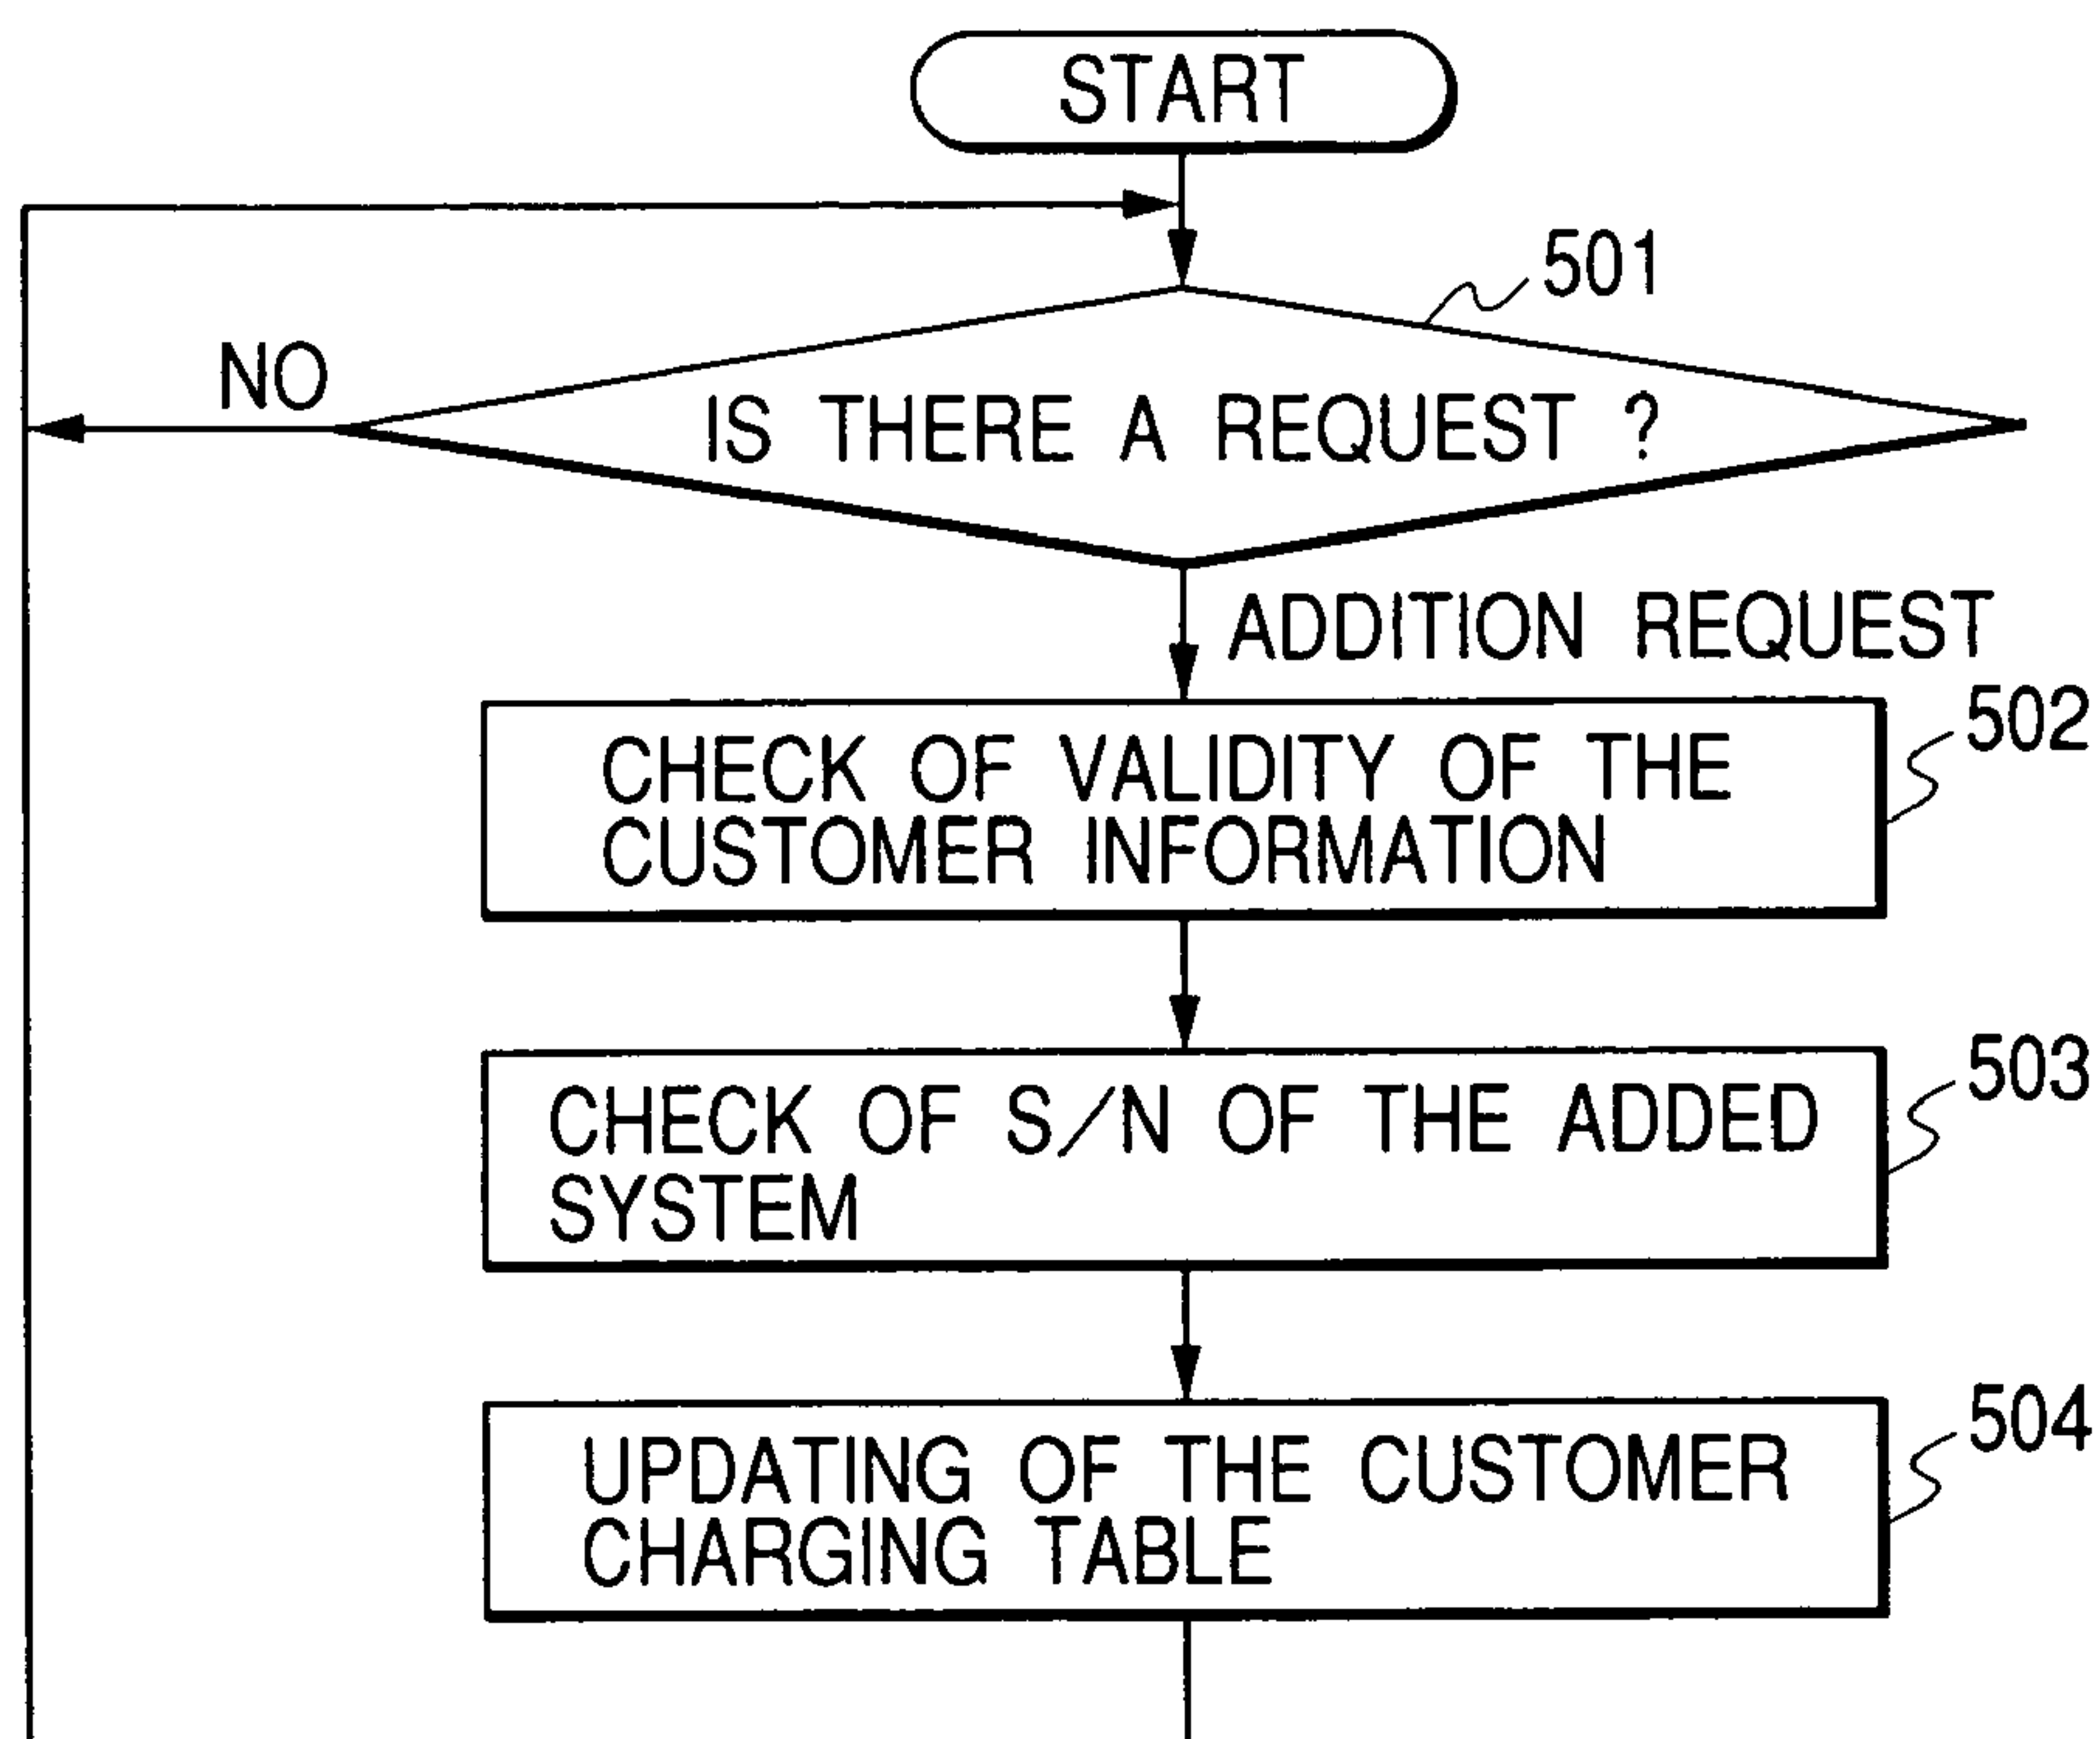 START
501
NO
IS THERE A REQUEST ?
ADDITION REQUEST
502
CHECK OF VALIDITY OF THE
CUSTOMER INFORMATION
503
CHECK OF S/N OF THE ADDED
SYSTEM
504
UPDATING OF THE CUSTOMER
CHARGING TABLE